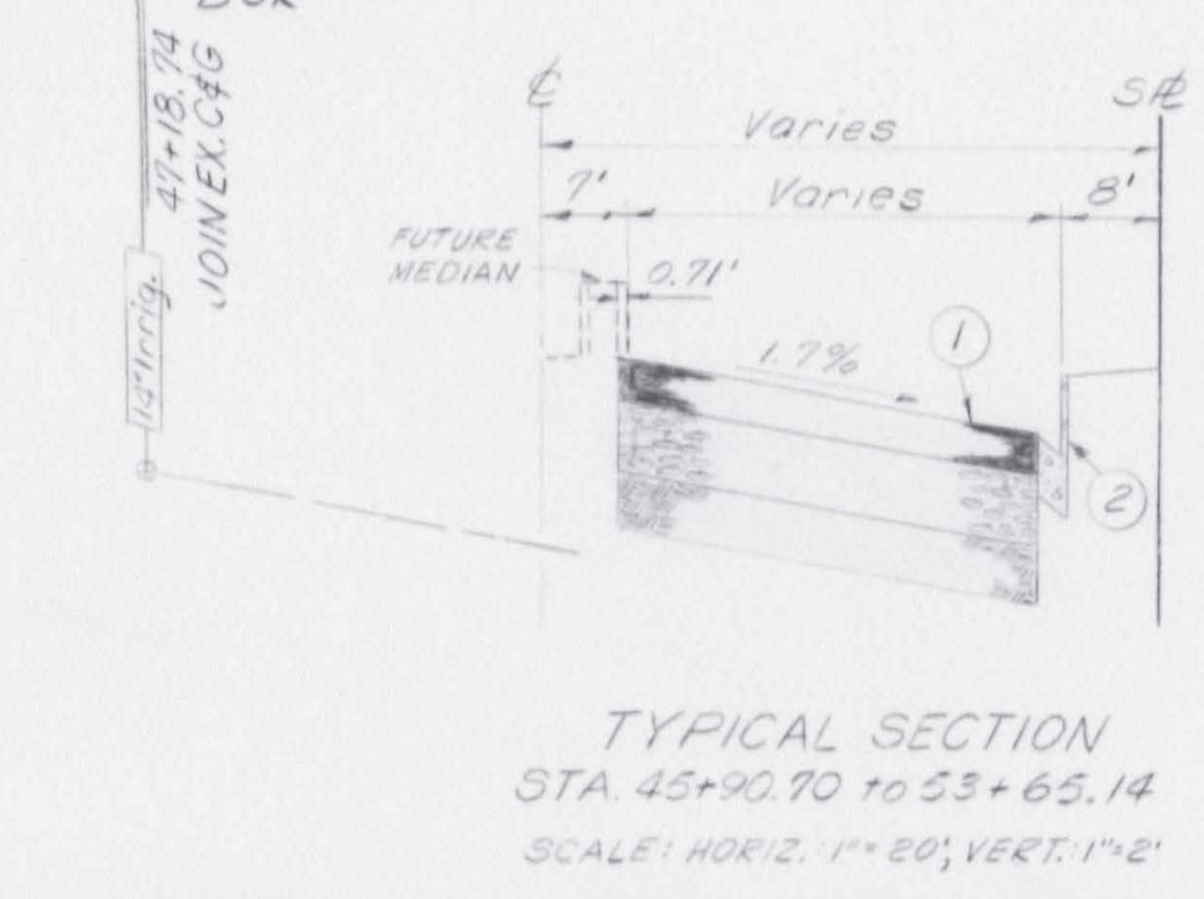 47+18.74
JOIN EX. C&G
14" Irrig.
℄
S℞
Varies
7'
Varies
8'
FUTURE
MEDIAN
0.71'
1.7%
1
2
TYPICAL SECTION
STA. 45+90.70 to 53+65.14
SCALE: HORIZ. 1"=20', VERT.: 1"=2'